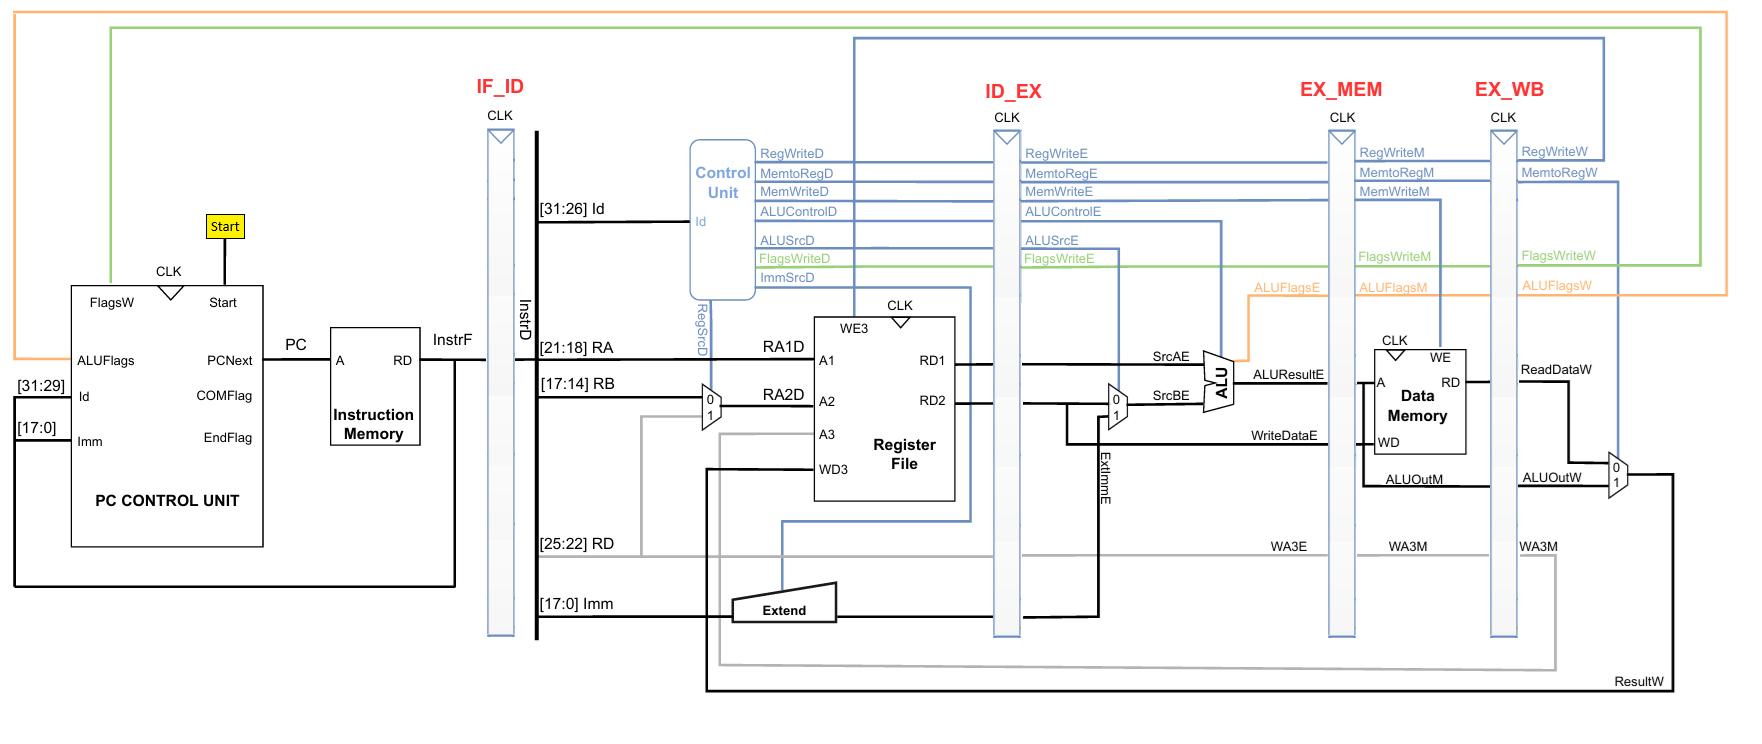 IF_ID
ID_EX
EX_MEM
EX_WB
CLK
CLK
CLK
CLK
Control
Unit
Id
RegWriteD
MemtoRegD
MemWriteD
ALUControlD
ALUSrcD
FlagsWriteD
ImmSrcD
RegSrcD
RegWriteE
MemtoRegE
MemWriteE
ALUControlE
ALUSrcE
FlagsWriteE
RegWriteM
MemtoRegM
MemWriteM
FlagsWriteM
RegWriteW
MemtoRegW
FlagsWriteW
ALUFlagsE
ALUFlagsM
ALUFlagsW
[31:26] Id
Start
CLK
FlagsW
Start
ALUFlags
PCNext
Id
COMFlag
Imm
EndFlag
PC CONTROL UNIT
[31:29]
[17:0]
PC
A
RD
Instruction
Memory
InstrF
InstrD
[21:18] RA
[17:14] RB
[25:22] RD
[17:0] Imm
RA1D
RA2D
0
1
CLK
WE3
A1
RD1
A2
RD2
A3
WD3
Register
File
Extend
0
1
ExtImmE
SrcAE
SrcBE
ALU
ALUResultE
WriteDataE
CLK
WE
A
RD
Data
Memory
WD
ReadDataW
ALUOutM
ALUOutW
0
1
WA3E
WA3M
WA3M
ResultW